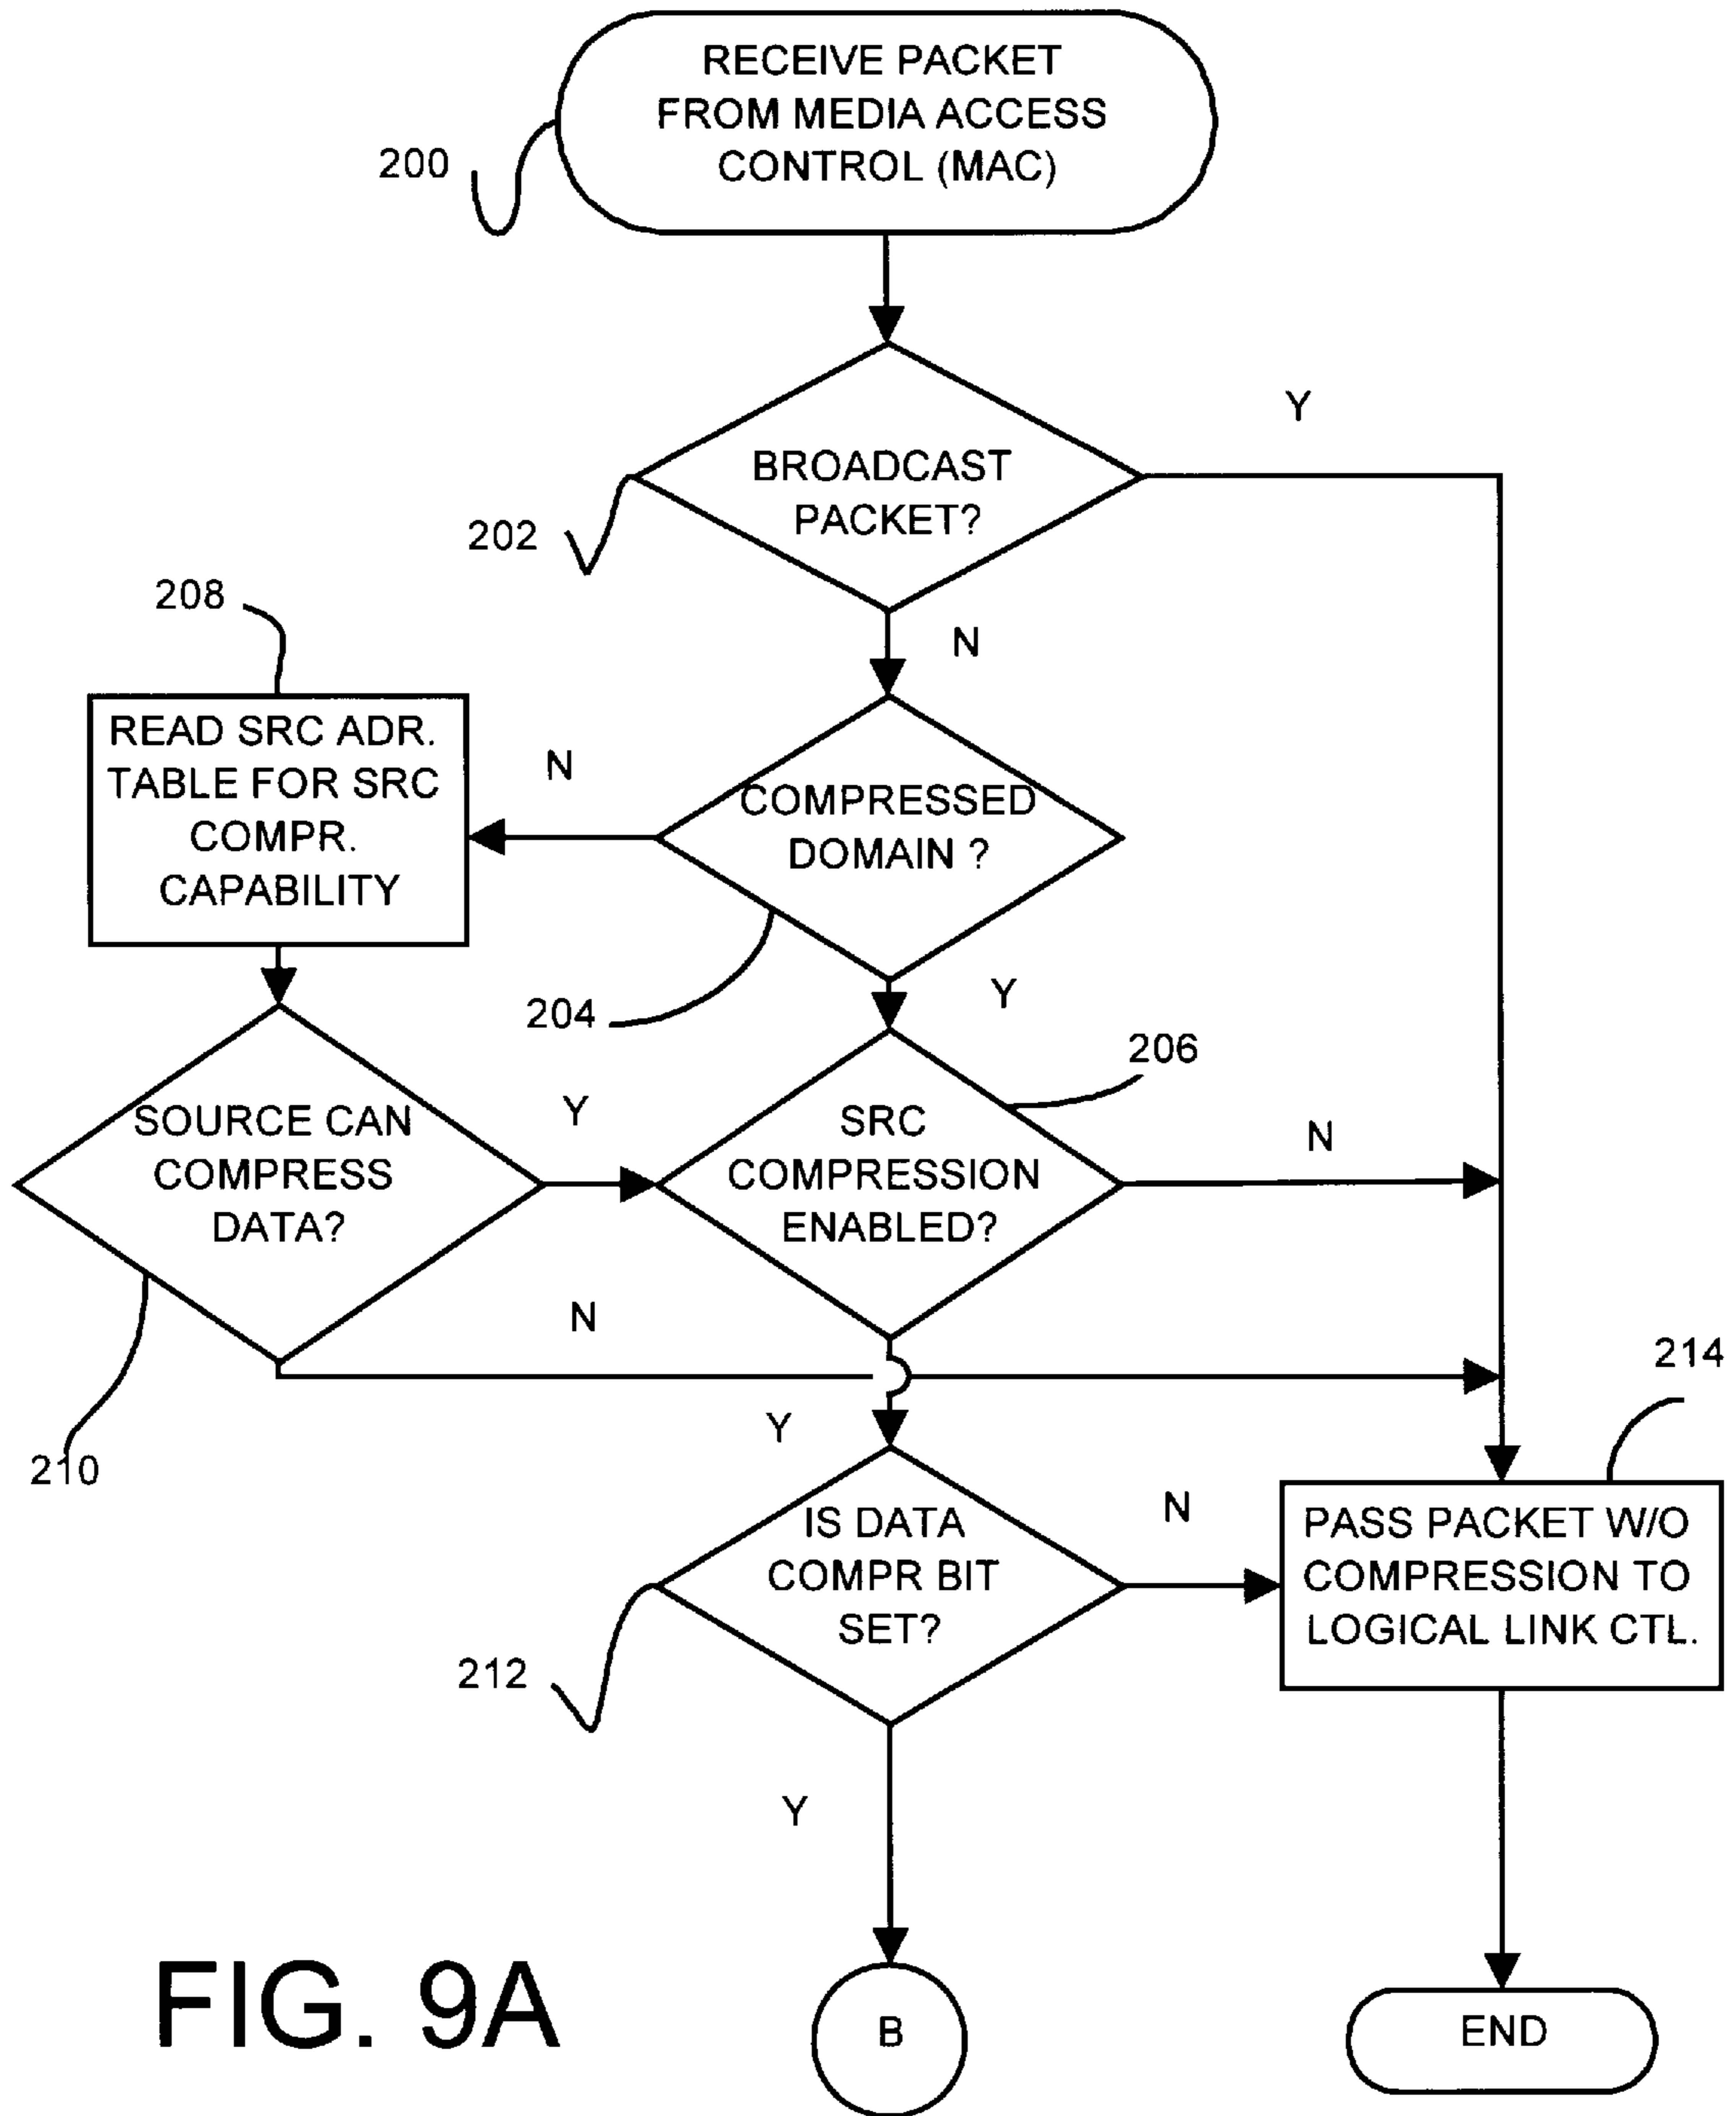 RECEIVE PACKET
FROM MEDIA ACCESS
CONTROL (MAC)
200
Y
BROADCAST
PACKET?
202
208
N
READ SRC ADR.
TABLE FOR SRC
COMPR.
CAPABILITY
N
COMPRESSED
DOMAIN ?
204
Y
206
SOURCE CAN
COMPRESS
DATA?
Y
SRC
COMPRESSION
ENABLED?
N
N
214
210
Y
IS DATA
COMPR BIT
SET?
N
PASS PACKET W/O
COMPRESSION TO
LOGICAL LINK CTL.
212
Y
FIG. 9A
B
END